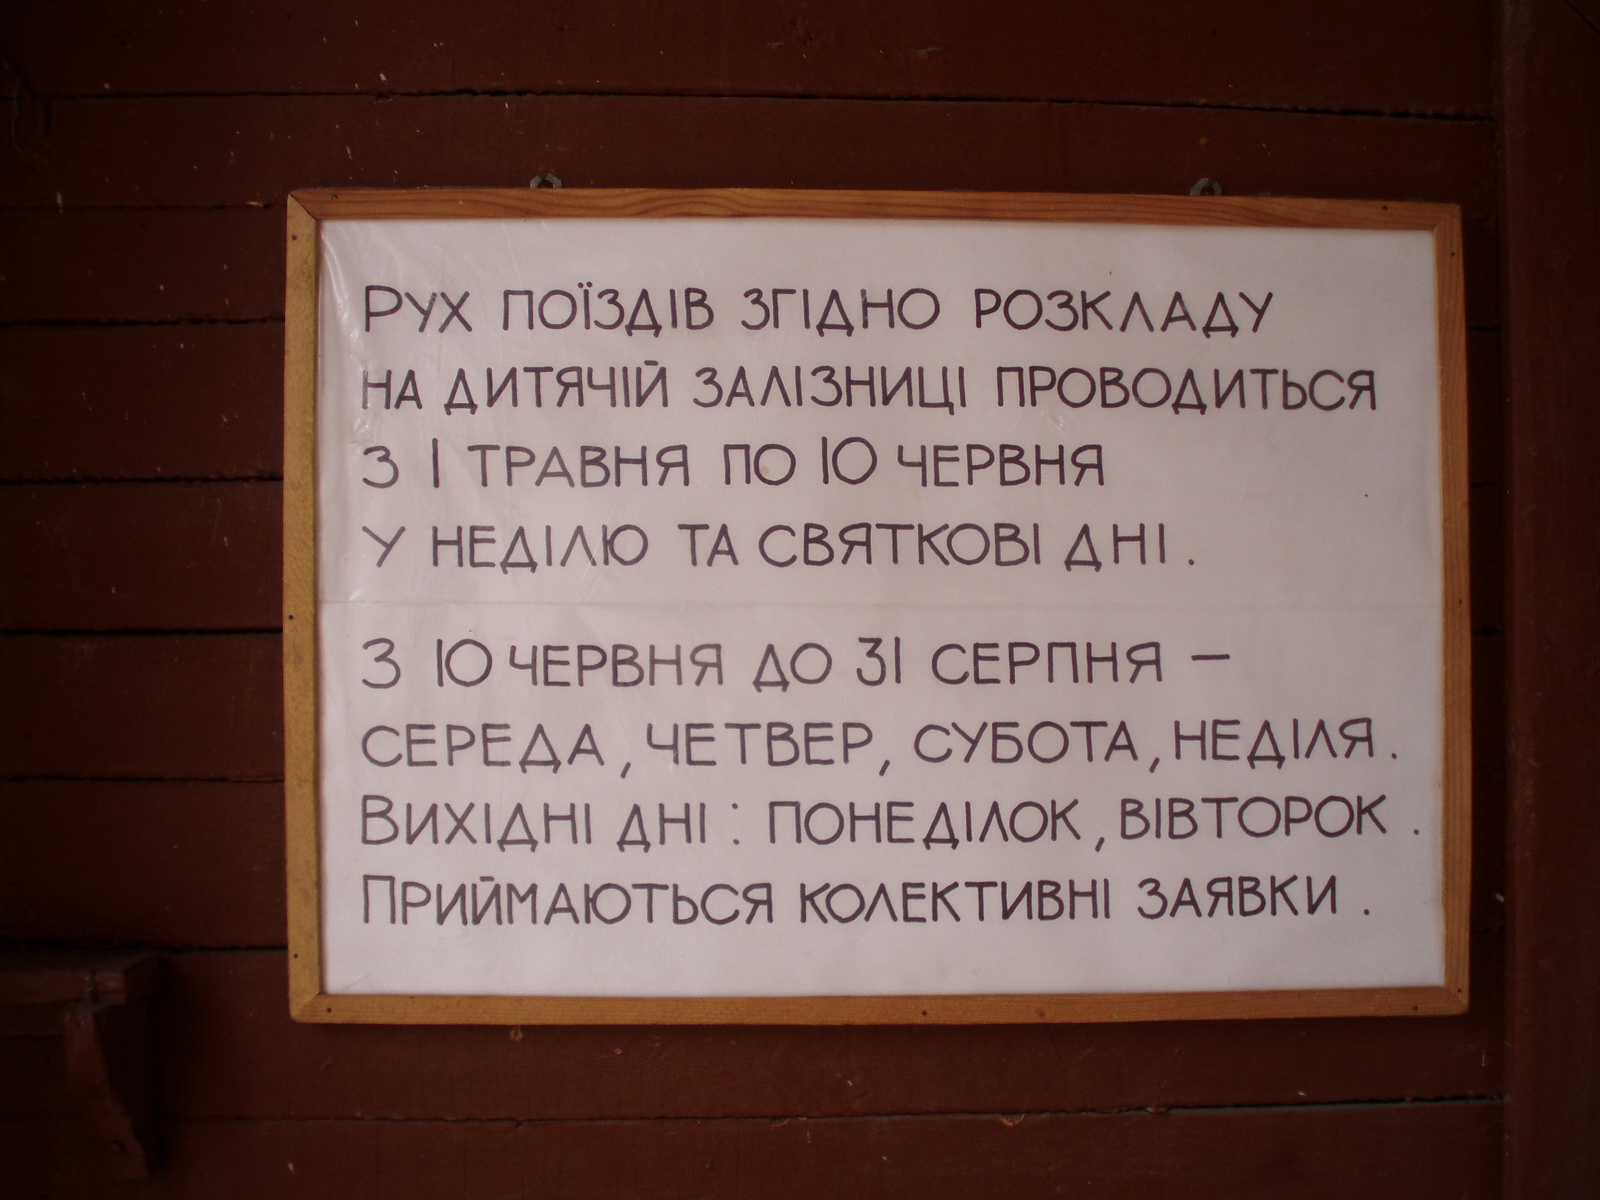 Рух поїздів згідно розкладу
на дитячій залізниці проводиться
з 1 травня по 10 червня
у неділю та святкові дні.
З 10 червня до 31 серпня –
середа, четвер, субота, неділя.
Вихідні дні: понеділок, вівторок.
Приймаються колективні заявки.